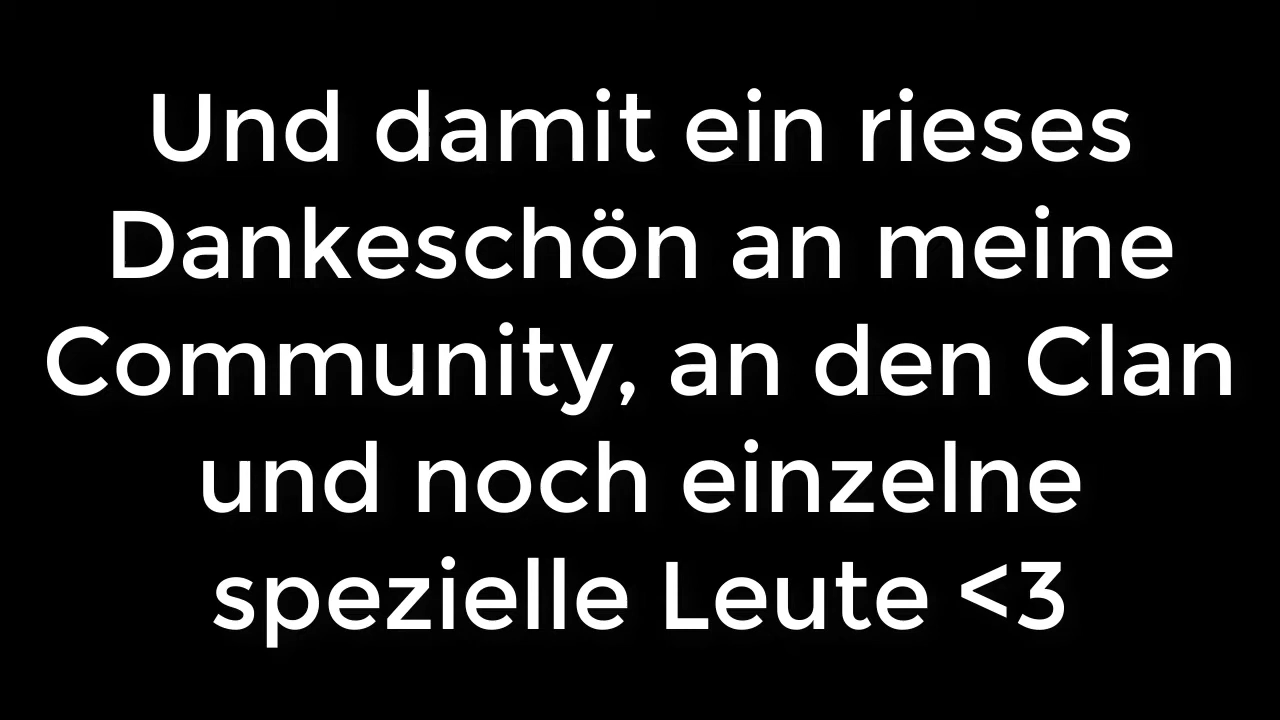 Und damit ein rieses
Dankeschön an meine
Community, an den Clan
und noch einzelne
spezielle Leute <3